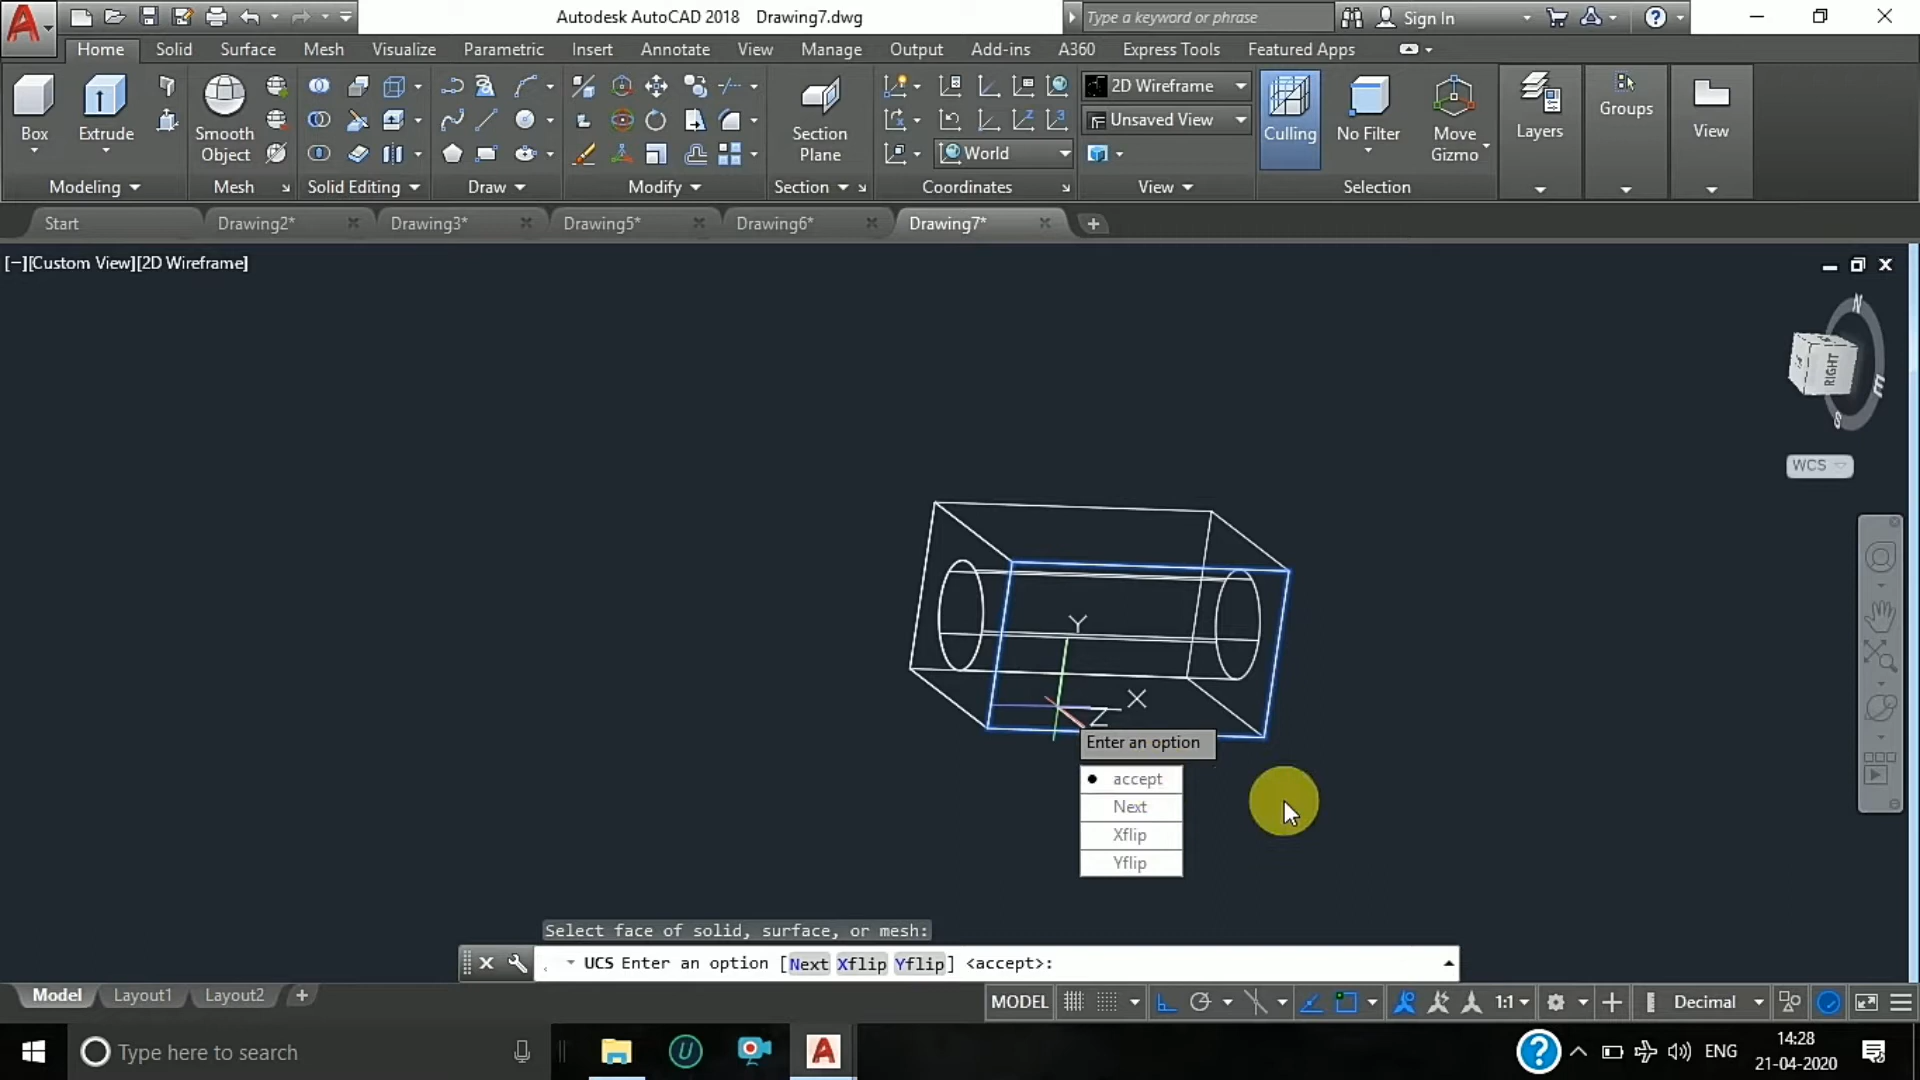 Autodesk AutoCAD 2018 Drawing7.dwg
Type a keyword or phrase
Sign In
Home Solid Surface Mesh Visualize Parametric Insert Annotate View Manage Output Add-ins A360 Express Tools Featured Apps
Box
Extrude
Smooth
Object
Section
Plane
World
2D Wireframe
Unsaved View
Culling
No Filter
Move
Gizmo
Layers
Groups
View
Modeling Mesh Solid Editing Draw Modify Section Coordinates View Selection
Start Drawing2* Drawing3* Drawing5* Drawing6* Drawing7*
[−][Custom View][2D Wireframe]
N
RIGHT
E
S
WCS
Y
X
Z
Enter an option
accept
Next
Xflip
Yflip
Select face of solid, surface, or mesh:
UCS Enter an option [Next Xflip Yflip] <accept>:
Model Layout1 Layout2
MODEL 1:1 Decimal
Type here to search
ENG
14:28
21-04-2020